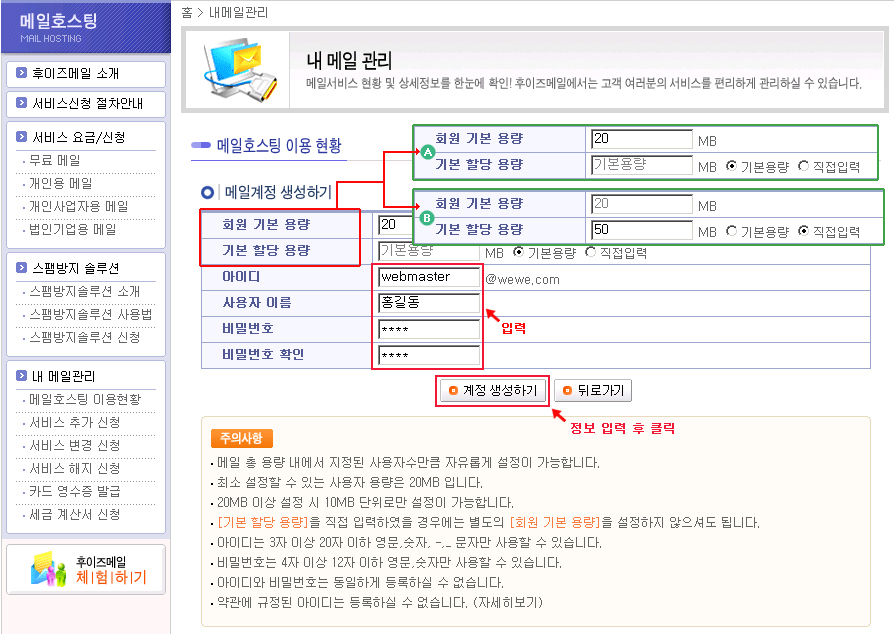 메일호스팅
MAIL HOSTING
후이즈메일 소개
서비스신청 절차안내
서비스 요금/신청
· 무료 메일
· 개인용 메일
· 개인사업자용 메일
· 법인기업용 메일
스팸방지 솔루션
· 스팸방지솔루션 소개
· 스팸방지솔루션 사용법
· 스팸방지솔루션 신청
내 메일관리
· 메일호스팅 이용현황
· 서비스 추가 신청
· 서비스 변경 신청
· 서비스 해지 신청
· 카드 영수증 발급
· 세금 계산서 신청
후이즈메일
체|험|하|기
홈 > 내메일관리
내 메일 관리
메일서비스 현황 및 상세정보를 한눈에 확인! 후이즈메일에서는 고객 여러분의 서비스를 편리하게 관리하실 수 있습니다.
메일호스팅 이용 현황
A
회원 기본 용량 20 MB
기본 할당 용량 기본용량 MB 기본용량 직접입력
B
회원 기본 용량 20 MB
기본 할당 용량 50 MB 기본용량 직접입력
메일계정 생성하기
회원 기본 용량 20
기본 할당 용량 기본용량 MB 기본용량 직접입력
아이디 webmaster @wewe.com
사용자 이름 홍길동
입력
비밀번호 ****
비밀번호 확인 ****
계정 생성하기 뒤로가기
정보 입력 후 클릭
주의사항
· 메일 총 용량 내에서 지정된 사용자수만큼 자유롭게 설정이 가능합니다.
· 최소 설정할 수 있는 사용자 용량은 20MB 입니다.
· 20MB 이상 설정 시 10MB 단위로만 설정이 가능합니다.
· [기본 할당 용량]을 직접 입력하였을 경우에는 별도의 [회원 기본 용량]을 설정하지 않으셔도 됩니다.
· 아이디는 3자 이상 20자 이하 영문,숫자, -,_ 문자만 사용할 수 있습니다.
· 비밀번호는 4자 이상 12자 이하 영문,숫자만 사용할 수 있습니다.
· 아이디와 비밀번호는 동일하게 등록하실 수 없습니다.
· 약관에 규정된 아이디는 등록하실 수 없습니다. (자세히보기)